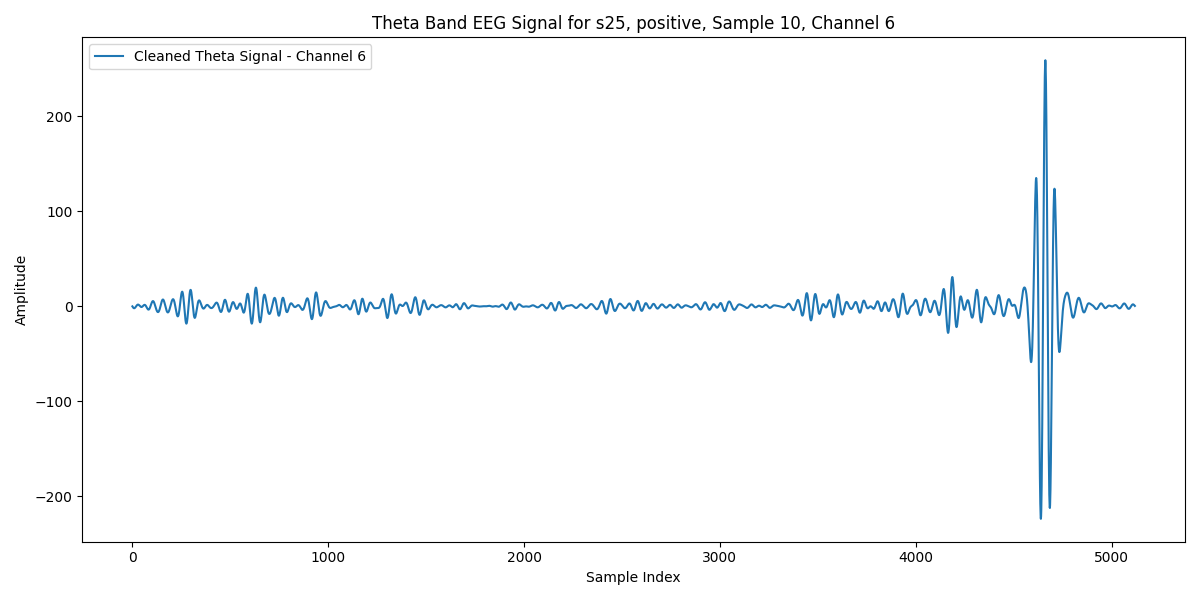 Theta Band EEG Signal for s25, positive, Sample 10, Channel 6
Cleaned Theta Signal - Channel 6
Amplitude
200
100
0
−100
−200
0 1000 2000 3000 4000 5000
Sample Index